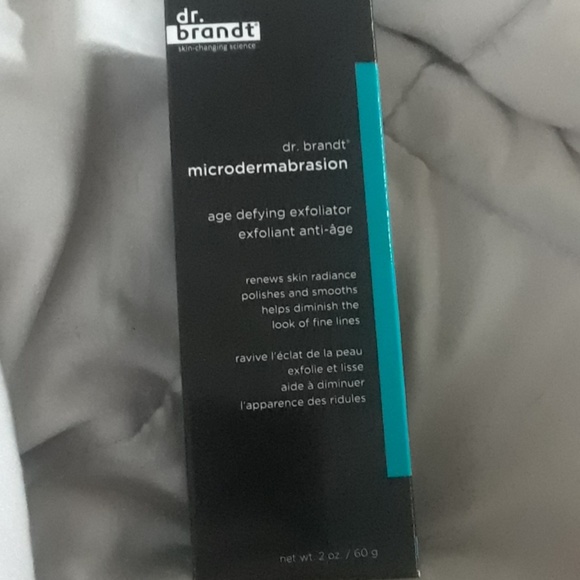 dr.
brandt®
skin-changing science
dr. brandt®
microdermabrasion
age defying exfoliator
exfoliant anti-âge
renews skin radiance
polishes and smooths
helps diminish the
look of fine lines
ravive l'éclat de la peau
exfolie et lisse
aide à diminuer
l'apparence des ridules
net wt. 2 oz. / 60 g